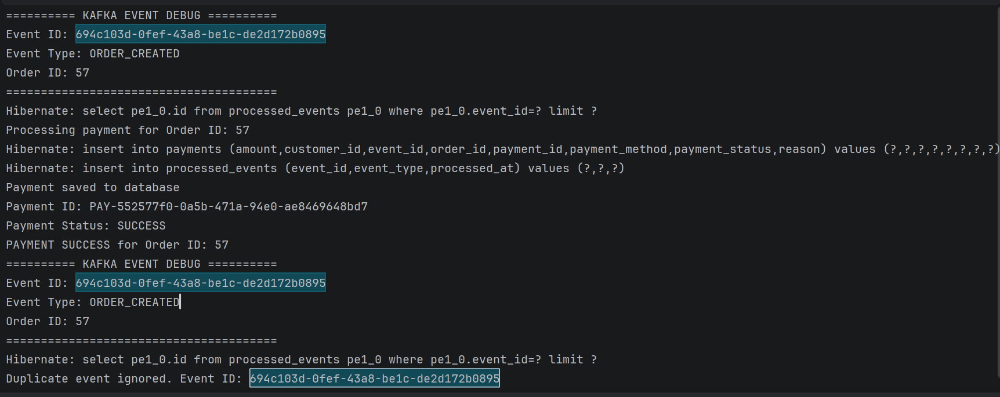 ========== KAFKA EVENT DEBUG ==========
Event ID: 694c103d-0fef-43a8-be1c-de2d172b0895
Event Type: ORDER_CREATED
Order ID: 57
=======================================
Hibernate: select pe1_0.id from processed_events pe1_0 where pe1_0.event_id=? limit ?
Processing payment for Order ID: 57
Hibernate: insert into payments (amount,customer_id,event_id,order_id,payment_id,payment_method,payment_status,reason) values (?,?,?,?,?,?,?,?)
Hibernate: insert into processed_events (event_id,event_type,processed_at) values (?,?,?)
Payment saved to database
Payment ID: PAY-552577f0-0a5b-471a-94e0-ae8469648bd7
Payment Status: SUCCESS
PAYMENT SUCCESS for Order ID: 57
========== KAFKA EVENT DEBUG ==========
Event ID: 694c103d-0fef-43a8-be1c-de2d172b0895
Event Type: ORDER_CREATED
Order ID: 57
=======================================
Hibernate: select pe1_0.id from processed_events pe1_0 where pe1_0.event_id=? limit ?
Duplicate event ignored. Event ID: 694c103d-0fef-43a8-be1c-de2d172b0895